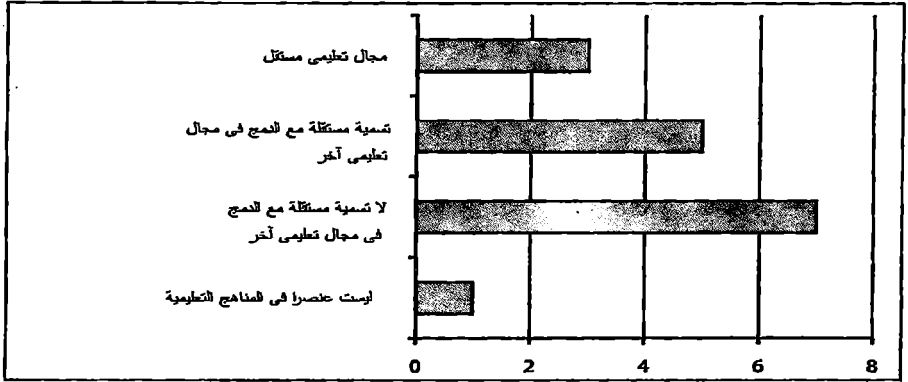 مجال تعليمى مستقل
تسمية مستقلة مع الدمج فى مجال
تعليمى آخر
لا تسمية مستقلة مع الدمج
فى مجال تعليمى آخر
ليست عنصرا فى المناهج التعليمية
0 2 4 6 8